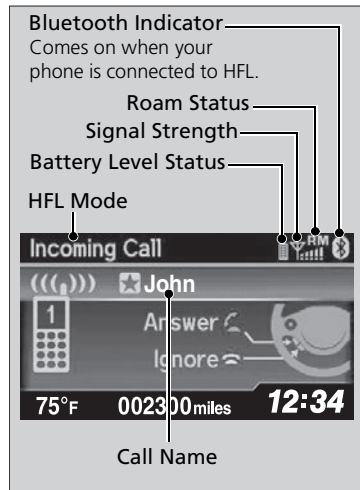 Bluetooth Indicator
Comes on when your
phone is connected to HFL.
Roam Status
Signal Strength
Battery Level Status
HFL Mode
Incoming Call
RM
John
1
Answer
Ignore
75°F 002300 miles 12:34
Call Name